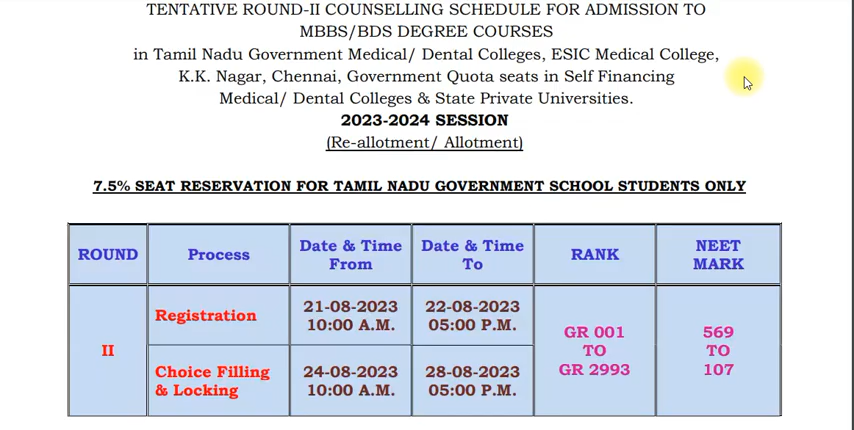 TENTATIVE ROUND-II COUNSELLING SCHEDULE FOR ADMISSION TO
MBBS/BDS DEGREE COURSES
in Tamil Nadu Government Medical/ Dental Colleges, ESIC Medical College,
K.K. Nagar, Chennai, Government Quota seats in Self Financing
Medical/ Dental Colleges & State Private Universities.
2023-2024 SESSION
(Re-allotment/ Allotment)
7.5% SEAT RESERVATION FOR TAMIL NADU GOVERNMENT SCHOOL STUDENTS ONLY
ROUND
Process
Date & Time
From
Date & Time
To
RANK
NEET
MARK
II
Registration
21-08-2023
10:00 A.M.
22-08-2023
05:00 P.M.
Choice Filling
& Locking
24-08-2023
10:00 A.M.
28-08-2023
05:00 P.M.
GR 001
TO
GR 2993
569
TO
107